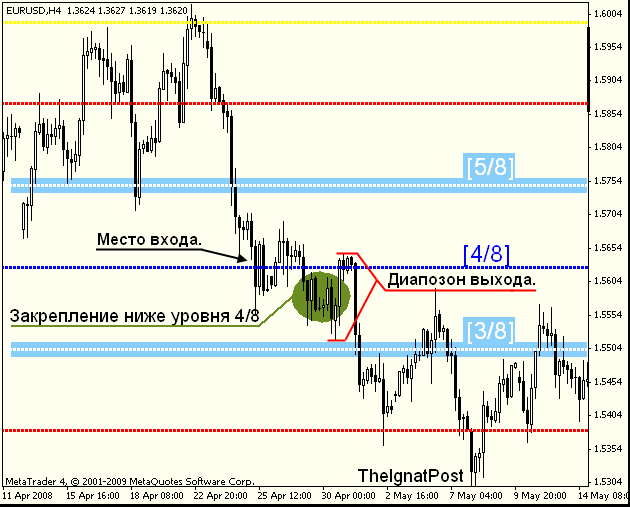 EURUSD,H4 1.3624 1.3627 1.3619 1.3620
1.6004
1.5954
1.5904
1.5854
1.5804
[5/8]
1.5754
1.5704
Место входа.
1.5654
[4/8]
Диапозон выхода.
1.5604
Закрепление ниже уровня 4/8
1.5554
[3/8]
1.5504
1.5454
1.5404
1.5354
TheIgnatPost
MetaTrader 4, © 2001-2009 MetaQuotes Software Corp.
1.5304
11 Apr 2008 15 Apr 16:00 18 Apr 08:00 22 Apr 20:00 25 Apr 12:00 30 Apr 00:00 2 May 16:00 7 May 04:00 9 May 20:00 14 May 08:0